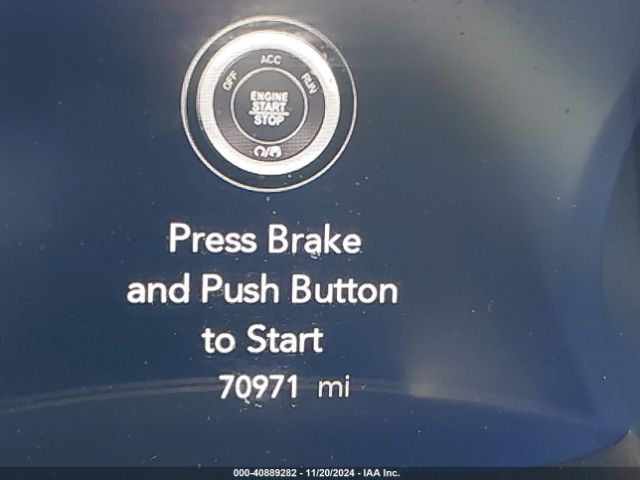 ACC
OFF
RUN
ENGINE
START
STOP
Press Brake
and Push Button
to Start
70971 mi
000-40889282 - 11/20/2024 - IAA Inc.